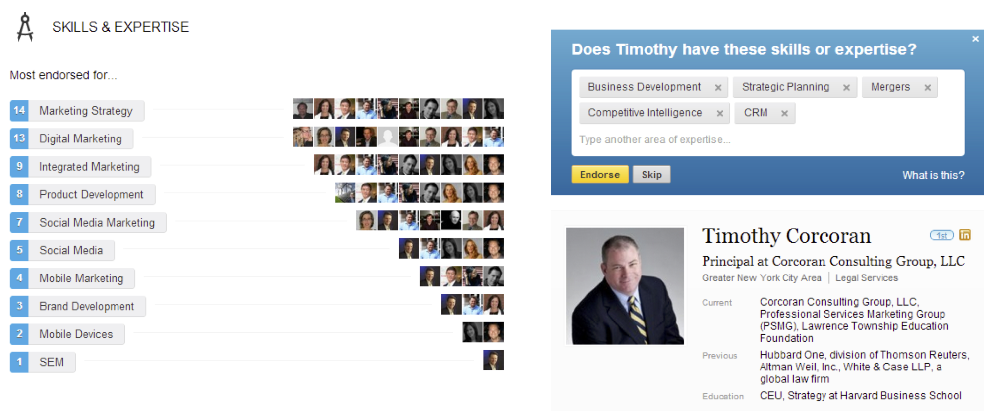 SKILLS & EXPERTISE
Most endorsed for...
14 Marketing Strategy
13 Digital Marketing
9 Integrated Marketing
8 Product Development
7 Social Media Marketing
5 Social Media
4 Mobile Marketing
3 Brand Development
2 Mobile Devices
1 SEM
×
Does Timothy have these skills or expertise?
Business Development × Strategic Planning × Mergers ×
Competitive Intelligence × CRM ×
Type another area of expertise...
Endorse Skip What is this?
Timothy Corcoran 1st in
Principal at Corcoran Consulting Group, LLC
Greater New York City Area | Legal Services
Current Corcoran Consulting Group, LLC,
Professional Services Marketing Group
(PSMG), Lawrence Township Education
Foundation
Previous Hubbard One, division of Thomson Reuters,
Altman Weil, Inc., White & Case LLP, a
global law firm
Education CEU, Strategy at Harvard Business School